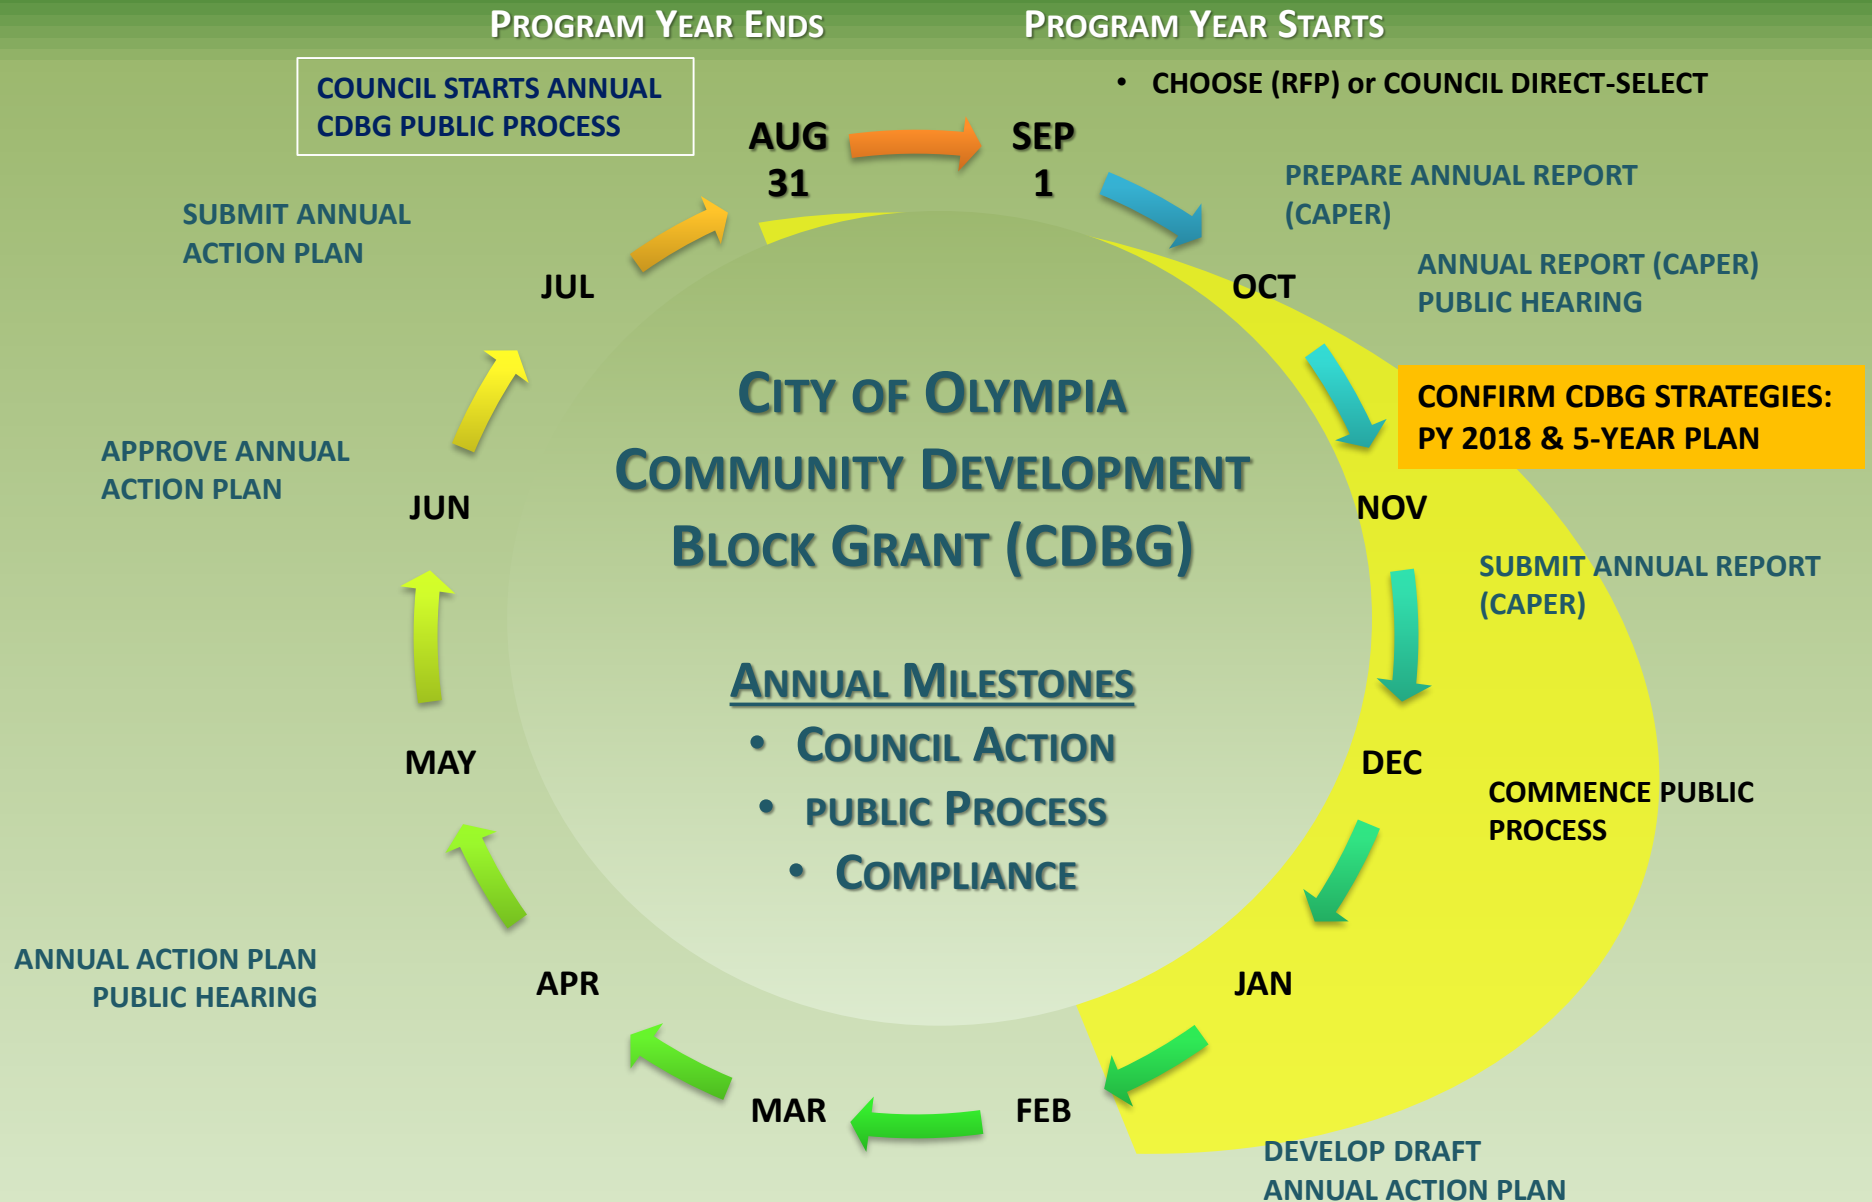 PROGRAM YEAR ENDS
PROGRAM YEAR STARTS
COUNCIL STARTS ANNUAL
CDBG PUBLIC PROCESS
• CHOOSE (RFP) or COUNCIL DIRECT-SELECT
AUG
31
SEP
1
PREPARE ANNUAL REPORT
(CAPER)
SUBMIT ANNUAL
ACTION PLAN
ANNUAL REPORT (CAPER)
PUBLIC HEARING
JUL
OCT
CITY OF OLYMPIA
COMMUNITY DEVELOPMENT
BLOCK GRANT (CDBG)
CONFIRM CDBG STRATEGIES:
PY 2018 & 5-YEAR PLAN
APPROVE ANNUAL
ACTION PLAN
JUN
NOV
SUBMIT ANNUAL REPORT
(CAPER)
ANNUAL MILESTONES
• COUNCIL ACTION
• PUBLIC PROCESS
• COMPLIANCE
MAY
DEC
COMMENCE PUBLIC
PROCESS
ANNUAL ACTION PLAN
PUBLIC HEARING
APR
JAN
MAR
FEB
DEVELOP DRAFT
ANNUAL ACTION PLAN